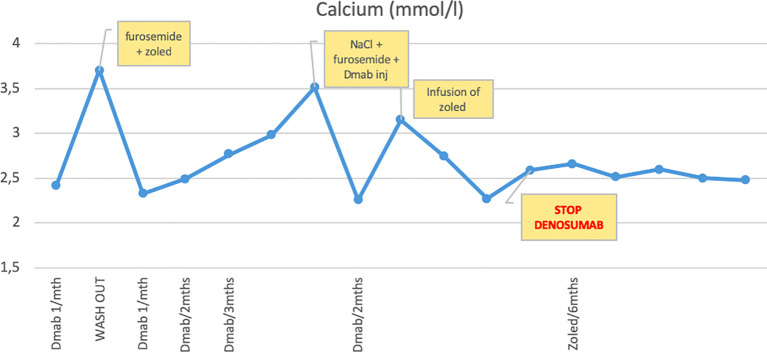 Calcium (mmol/l)
4
3,5
3
2,5
2
1,5
furosemide
+ zoled
NaCl +
furosemide +
Dmab inj
Infusion of
zoled
STOP
DENOSUMAB
Dmab 1/mth
WASH OUT
Dmab 1/mth
Dmab/2mths
Dmab/3mths
Dmab/2mths
Zoled/6mths